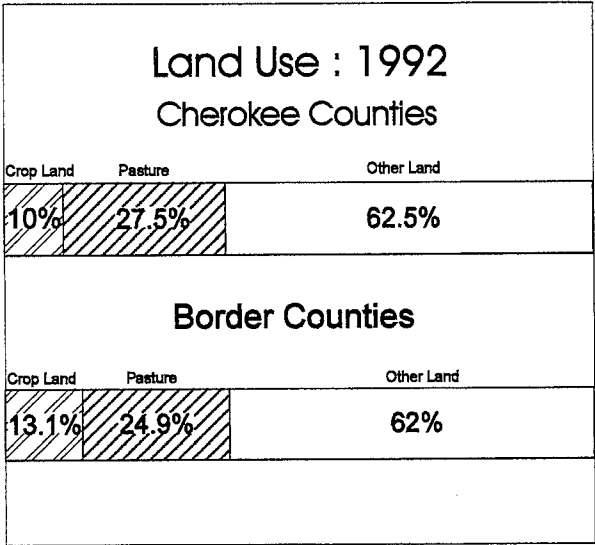 Land Use : 1992
Cherokee Counties
Crop Land Pasture Other Land
10% 27.5% 62.5%
Border Counties
Crop Land Pasture Other Land
13.1% 24.9% 62%